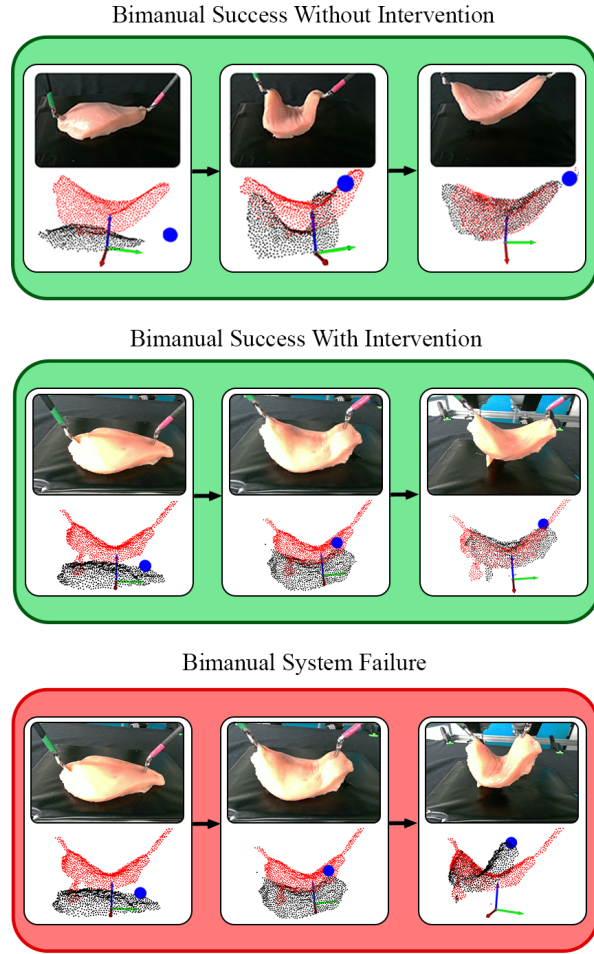 Bimanual Success Without Intervention
Bimanual Success With Intervention
Bimanual System Failure